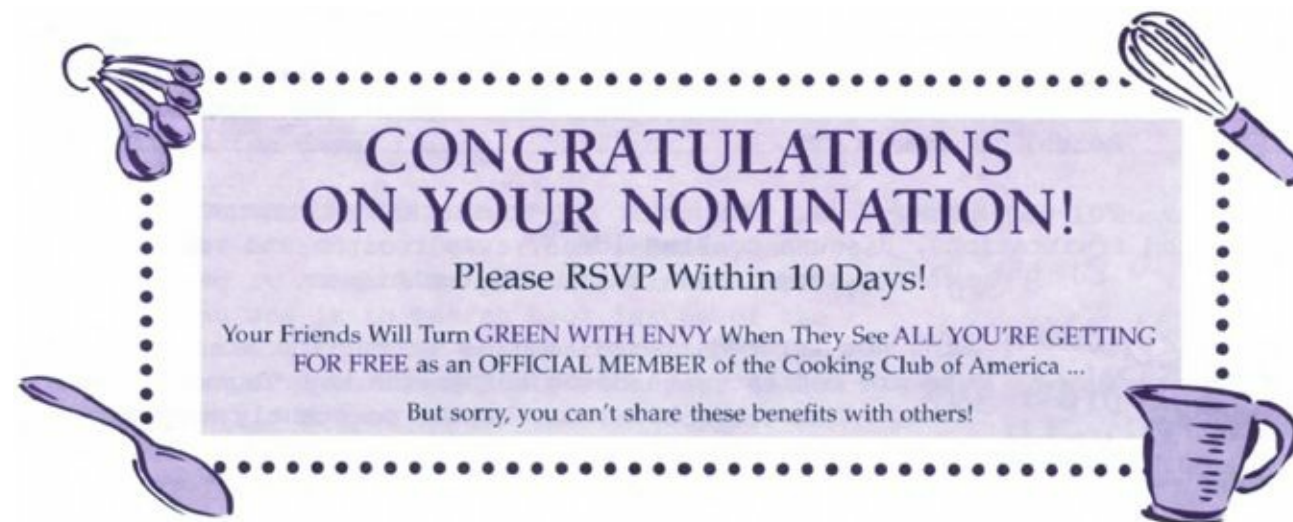 CONGRATULATIONS
ON YOUR NOMINATION!
Please RSVP Within 10 Days!
Your Friends Will Turn GREEN WITH ENVY When They See ALL YOU'RE GETTING
FOR FREE as an OFFICIAL MEMBER of the Cooking Club of America ...
But sorry, you can't share these benefits with others!